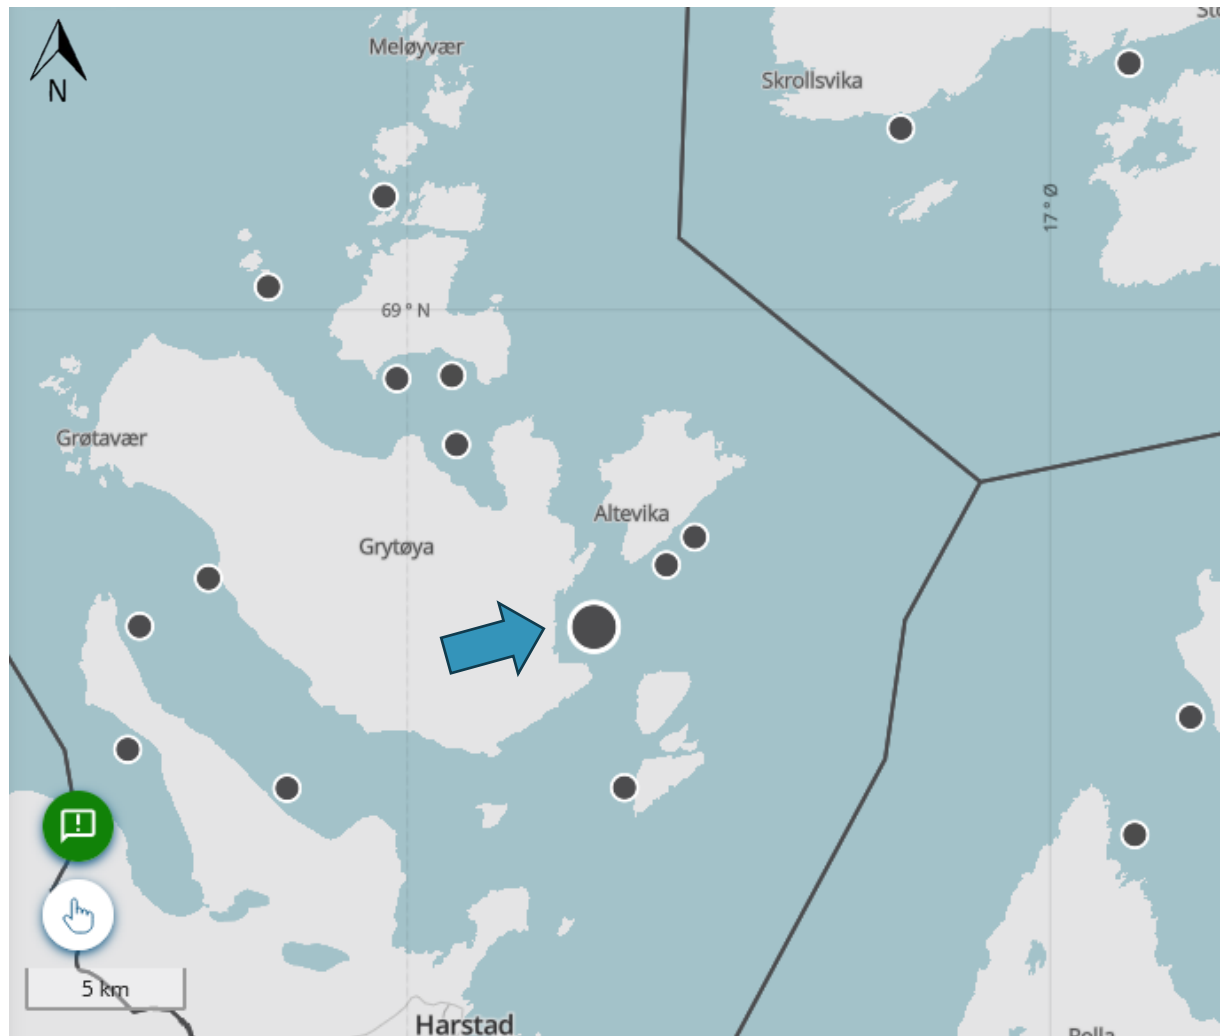 Meløyvær
Skrollsvika
N
17 ° Ø
69 ° N
Grøtavær
Altevika
Grytøya
5 km
Harstad